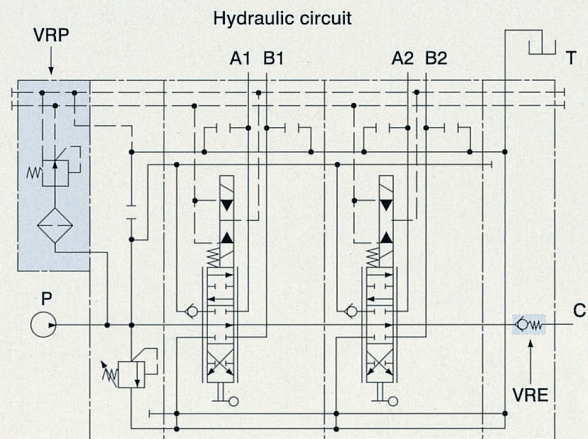 Hydraulic circuit
VRP
A1 B1
A2 B2
T
P
C
VRE